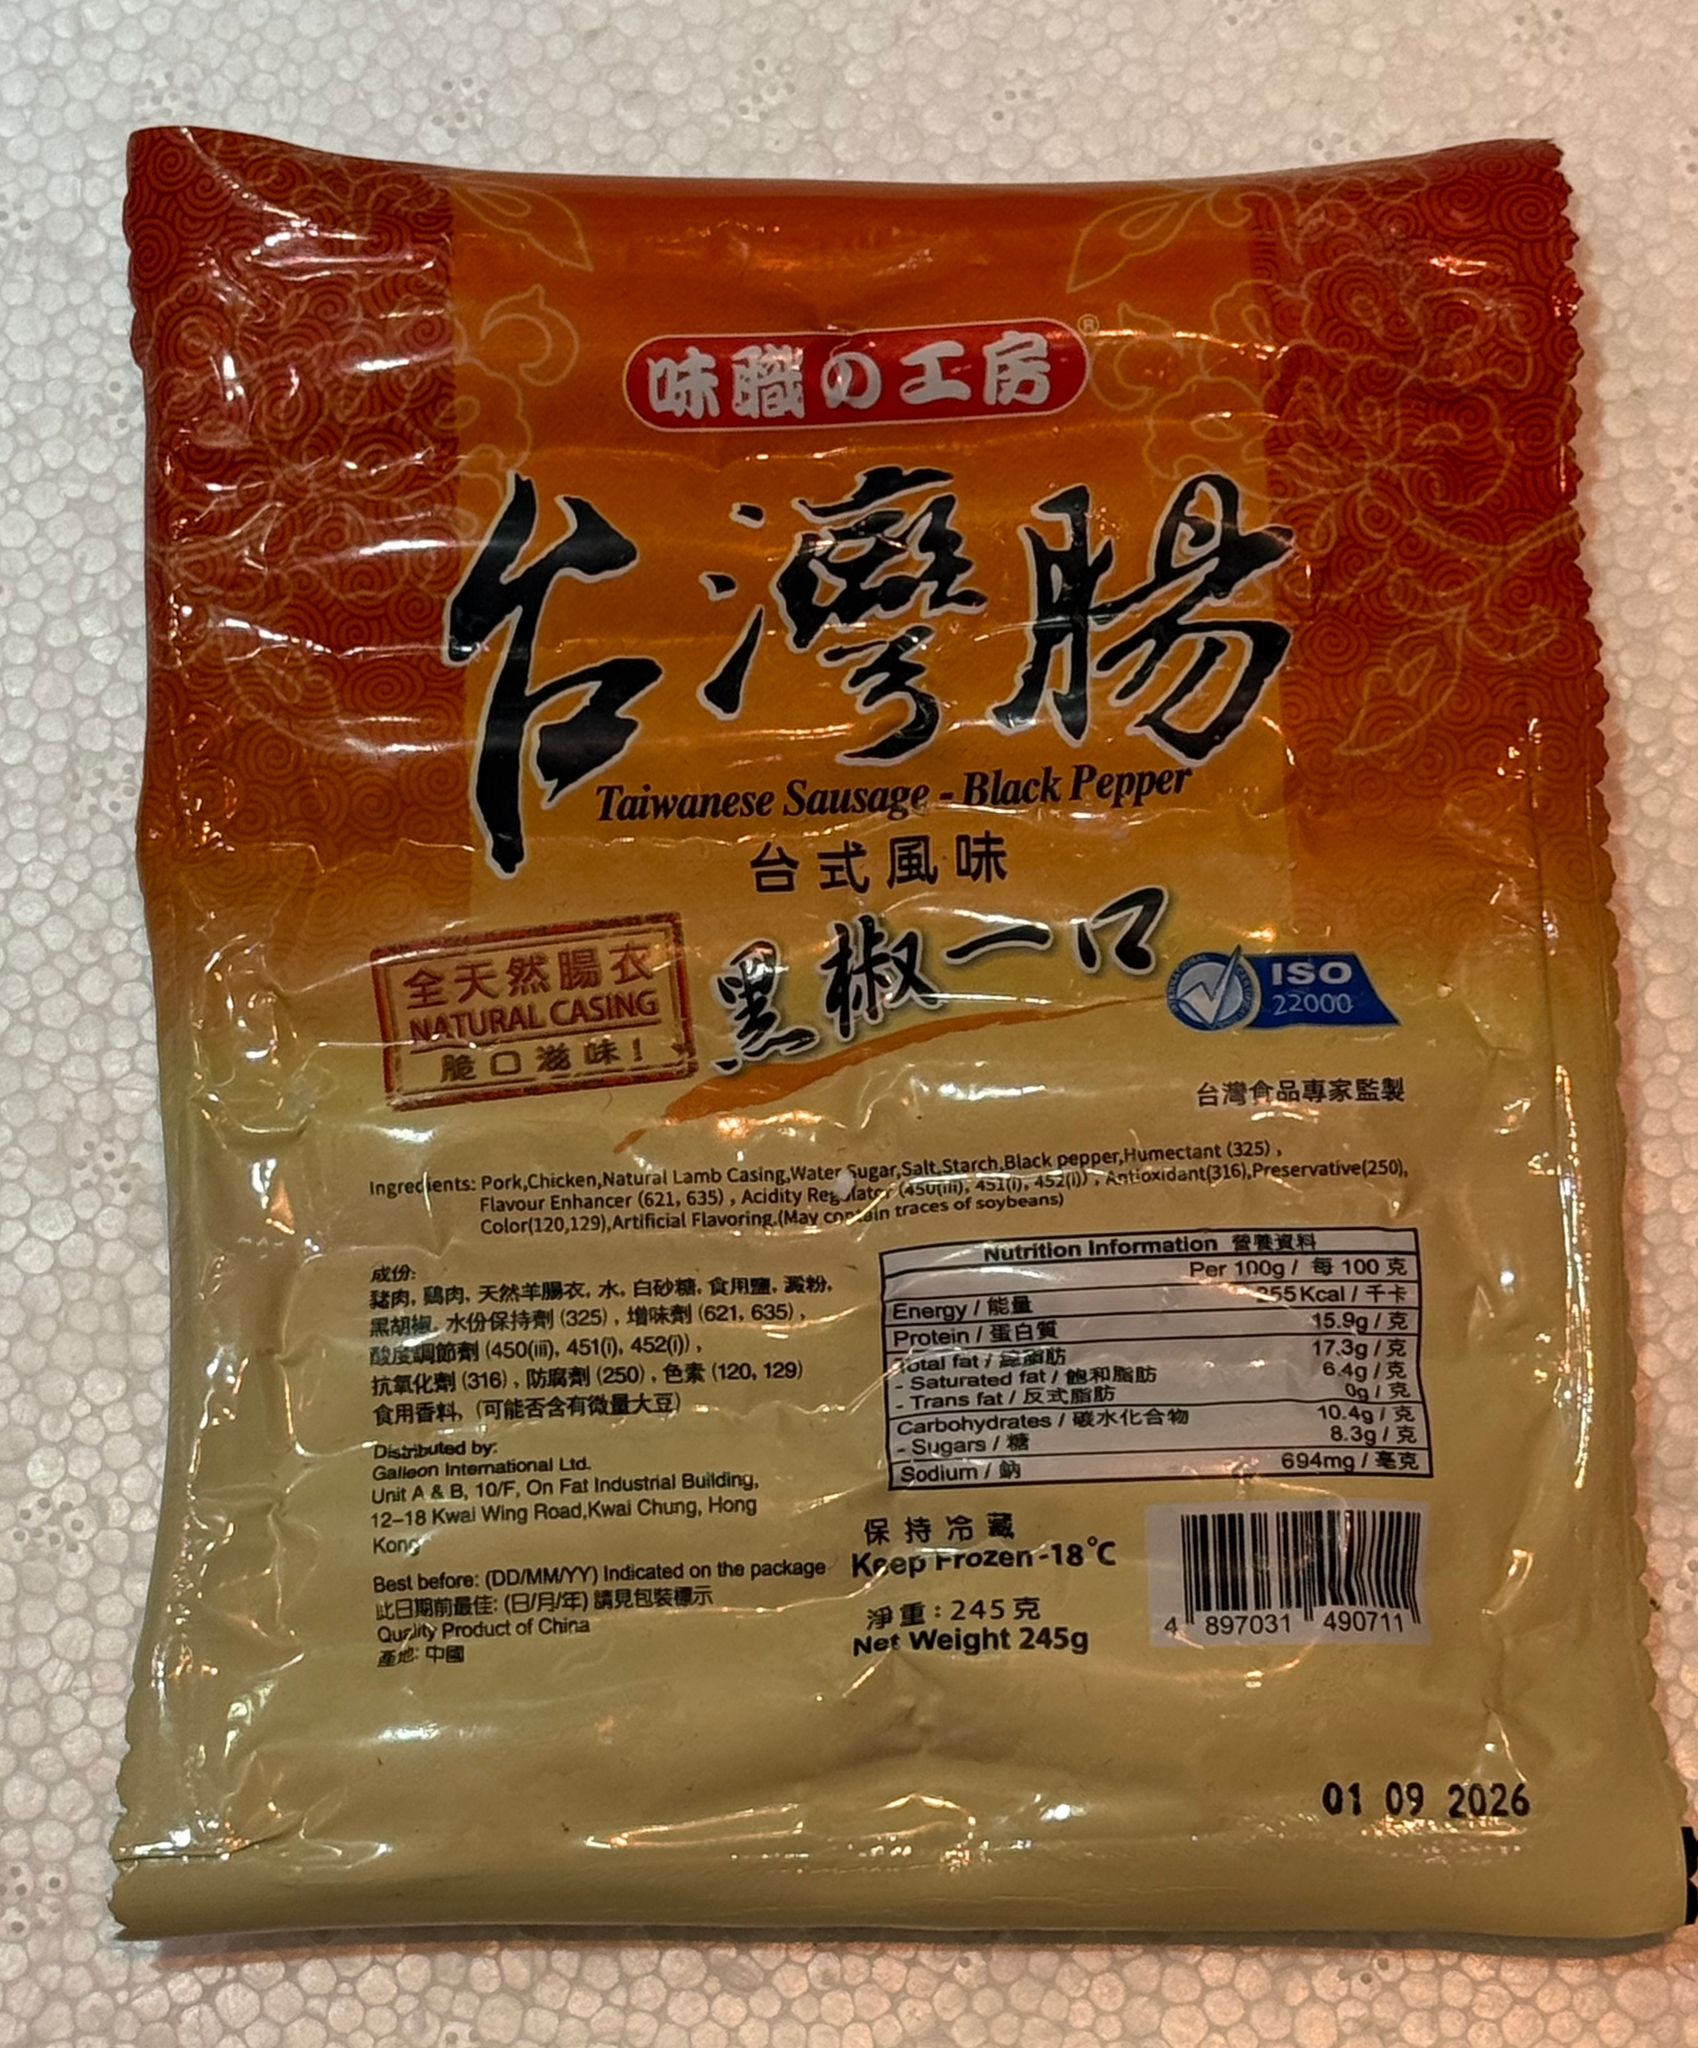 味職の工房®
台灣腸
Taiwanese Sausage - Black Pepper
台式風味
黑椒一口
全天然腸衣
NATURAL CASING
脆口滋味！
ISO
22000
台灣食品專家監製
Ingredients: Pork,Chicken,Natural Lamb Casing,Water,Sugar,Salt,Starch,Black pepper,Humectant (325) ,
Flavour Enhancer (621, 635) , Acidity Regulator (450(iii), 451(i), 452(i)) , Antioxidant(316),Preservative(250),
Color(120,129),Artificial Flavoring.(May contain traces of soybeans)
成份:
豬肉, 鷄肉, 天然羊腸衣, 水, 白砂糖, 食用鹽, 澱粉,
黑胡椒, 水份保持劑 (325) , 增味劑 (621, 635) ,
酸度調節劑 (450(iii), 451(i), 452(i)) ,
抗氧化劑 (316) , 防腐劑 (250) , 色素 (120, 129)
食用香料, (可能否含有微量大豆)
Distributed by:
Galleon International Ltd.
Unit A & B, 10/F, On Fat Industrial Building,
12-18 Kwai Wing Road,Kwai Chung, Hong
Kong
Best before: (DD/MM/YY) Indicated on the package
此日期前最佳: (日/月/年) 請見包裝標示
Quality Product of China
產地: 中國
Nutrition Information 營養資料
Per 100g / 每 100 克
Energy / 能量 255Kcal / 千卡
Protein / 蛋白質 15.9g / 克
Total fat / 總脂肪 17.3g / 克
- Saturated fat / 飽和脂肪 6.4g / 克
- Trans fat / 反式脂肪 0g / 克
Carbohydrates / 碳水化合物 10.4g / 克
- Sugars / 糖 8.3g / 克
Sodium / 鈉 694mg / 毫克
保持冷藏
Keep Frozen -18°C
淨重 : 245 克
Net Weight 245g
4 897031 490711
01 09 2026